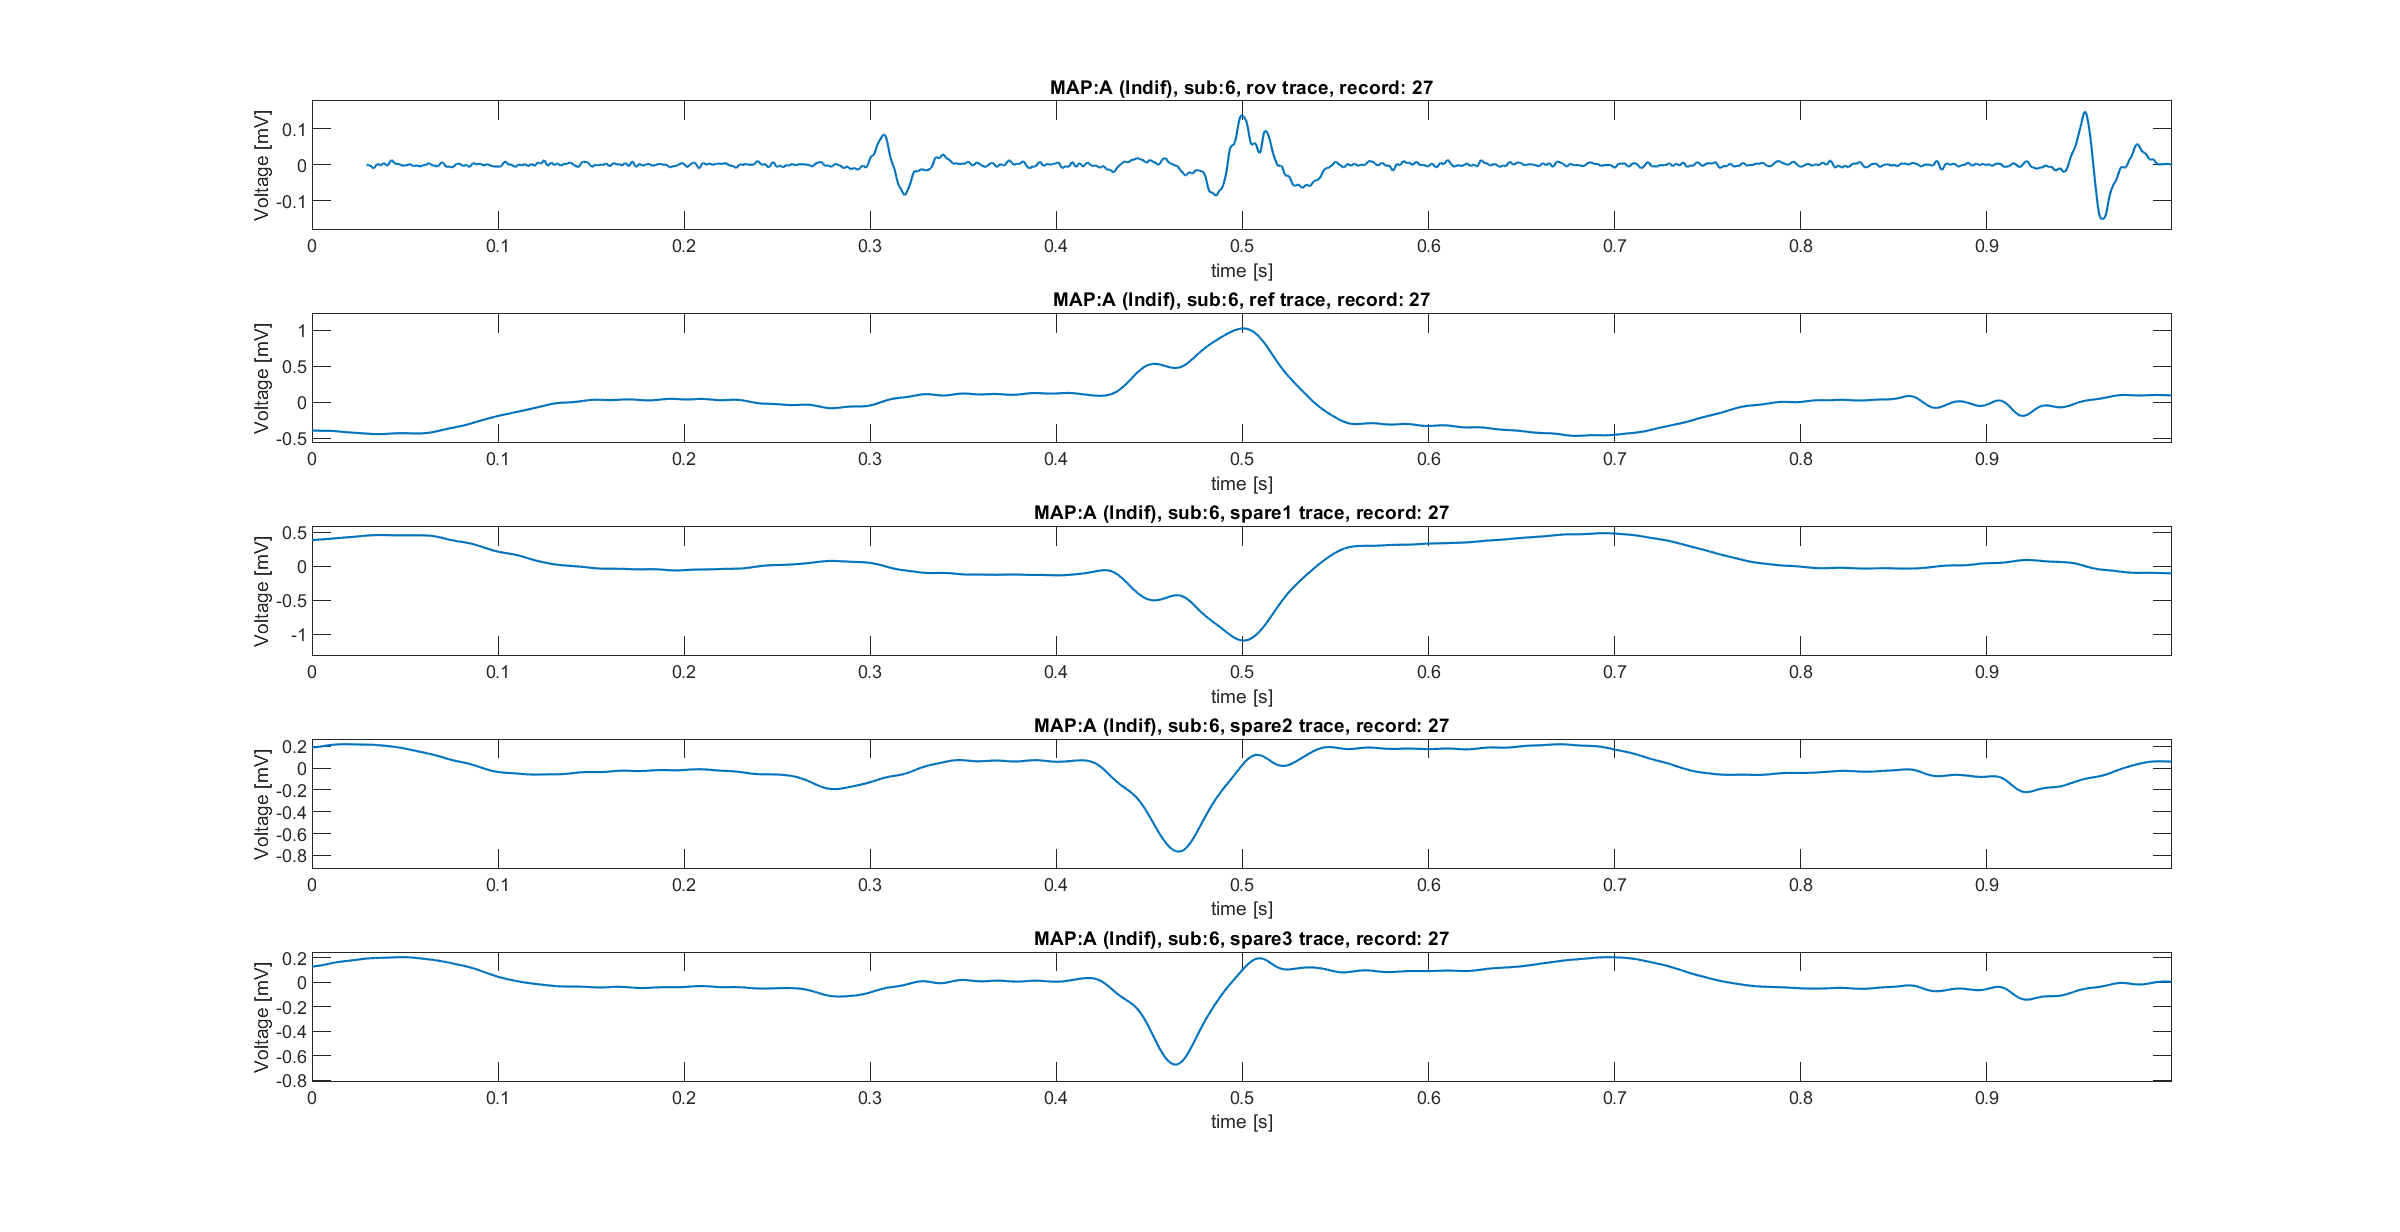 MAP:A (Indif), sub:6, rov trace, record: 27
Voltage [mV]
0.1
0
-0.1
0 0.1 0.2 0.3 0.4 0.5 0.6 0.7 0.8 0.9
time [s]
MAP:A (Indif), sub:6, ref trace, record: 27
Voltage [mV]
1
0.5
0
-0.5
0 0.1 0.2 0.3 0.4 0.5 0.6 0.7 0.8 0.9
time [s]
MAP:A (Indif), sub:6, spare1 trace, record: 27
Voltage [mV]
0.5
0
-0.5
-1
0 0.1 0.2 0.3 0.4 0.5 0.6 0.7 0.8 0.9
time [s]
MAP:A (Indif), sub:6, spare2 trace, record: 27
Voltage [mV]
0.2
0
-0.2
-0.4
-0.6
-0.8
0 0.1 0.2 0.3 0.4 0.5 0.6 0.7 0.8 0.9
time [s]
MAP:A (Indif), sub:6, spare3 trace, record: 27
Voltage [mV]
0.2
0
-0.2
-0.4
-0.6
-0.8
0 0.1 0.2 0.3 0.4 0.5 0.6 0.7 0.8 0.9
time [s]